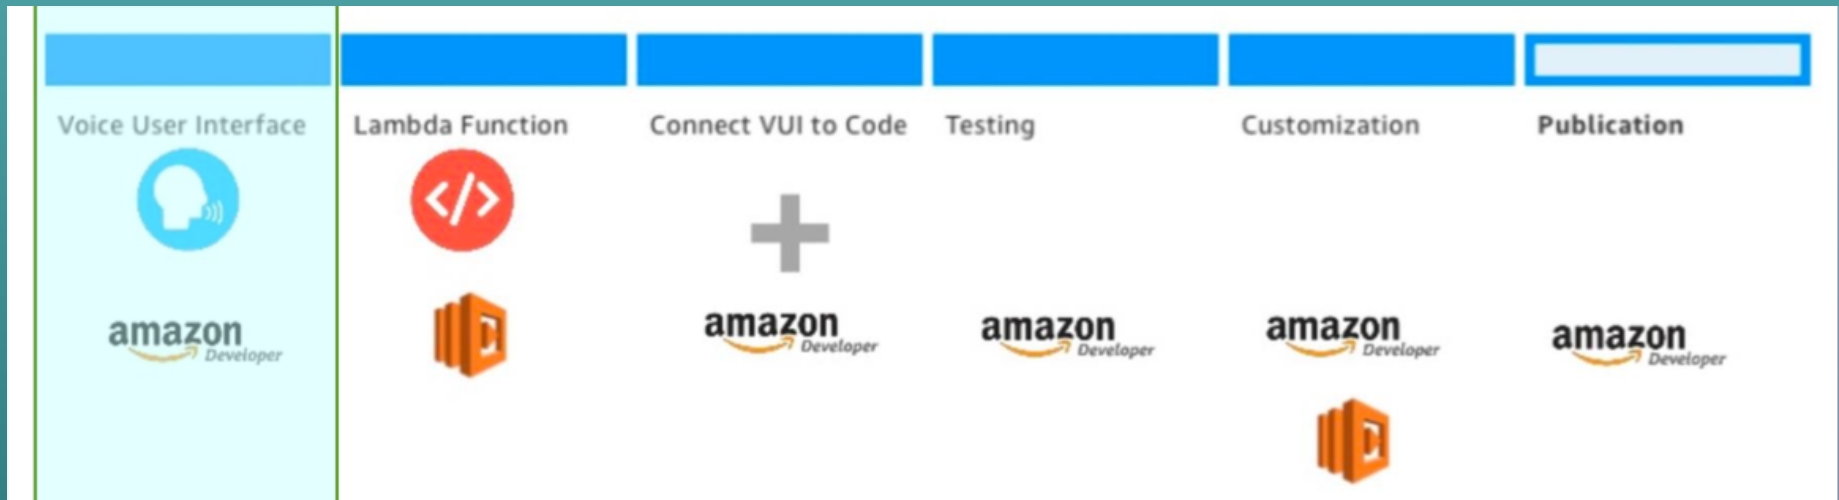 Voice User Interface
Lambda Function
Connect VUI to Code
Testing
Customization
Publication
</>
amazon
Developer
amazon
Developer
amazon
Developer
amazon
Developer
amazon
Developer